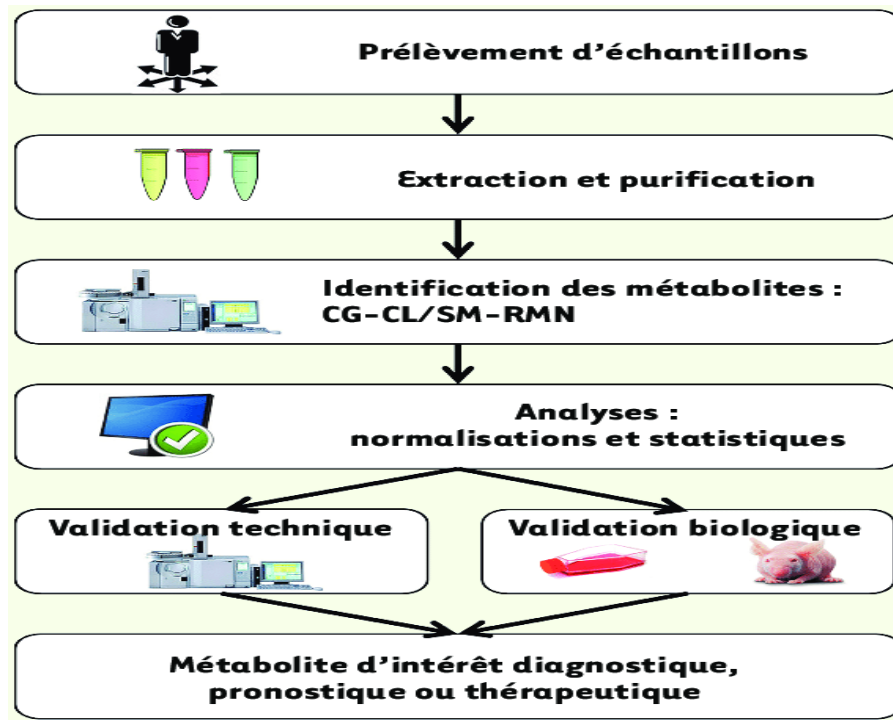 Prélèvement d’échantillons
Extraction et purification
Identification des métabolites :
CG-CL/SM-RMN
Analyses :
normalisations et statistiques
Validation technique
Validation biologique
Métabolite d’intérêt diagnostique,
pronostique ou thérapeutique